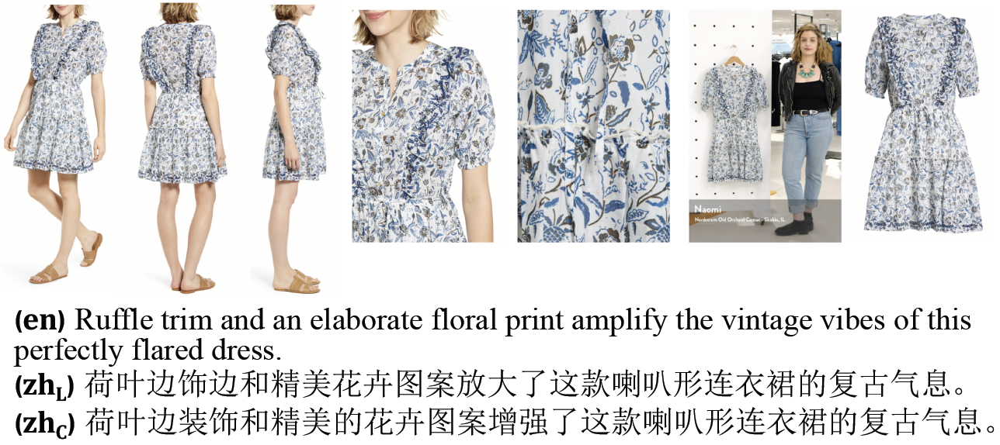 Naomi
Nordstrom Old Orchard Center - Skokie, IL
(en) Ruffle trim and an elaborate floral print amplify the vintage vibes of this
perfectly flared dress.
(zhL) 荷叶边饰边和精美花卉图案放大了这款喇叭形连衣裙的复古气息。
(zhC) 荷叶边装饰和精美的花卉图案增强了这款喇叭形连衣裙的复古气息。